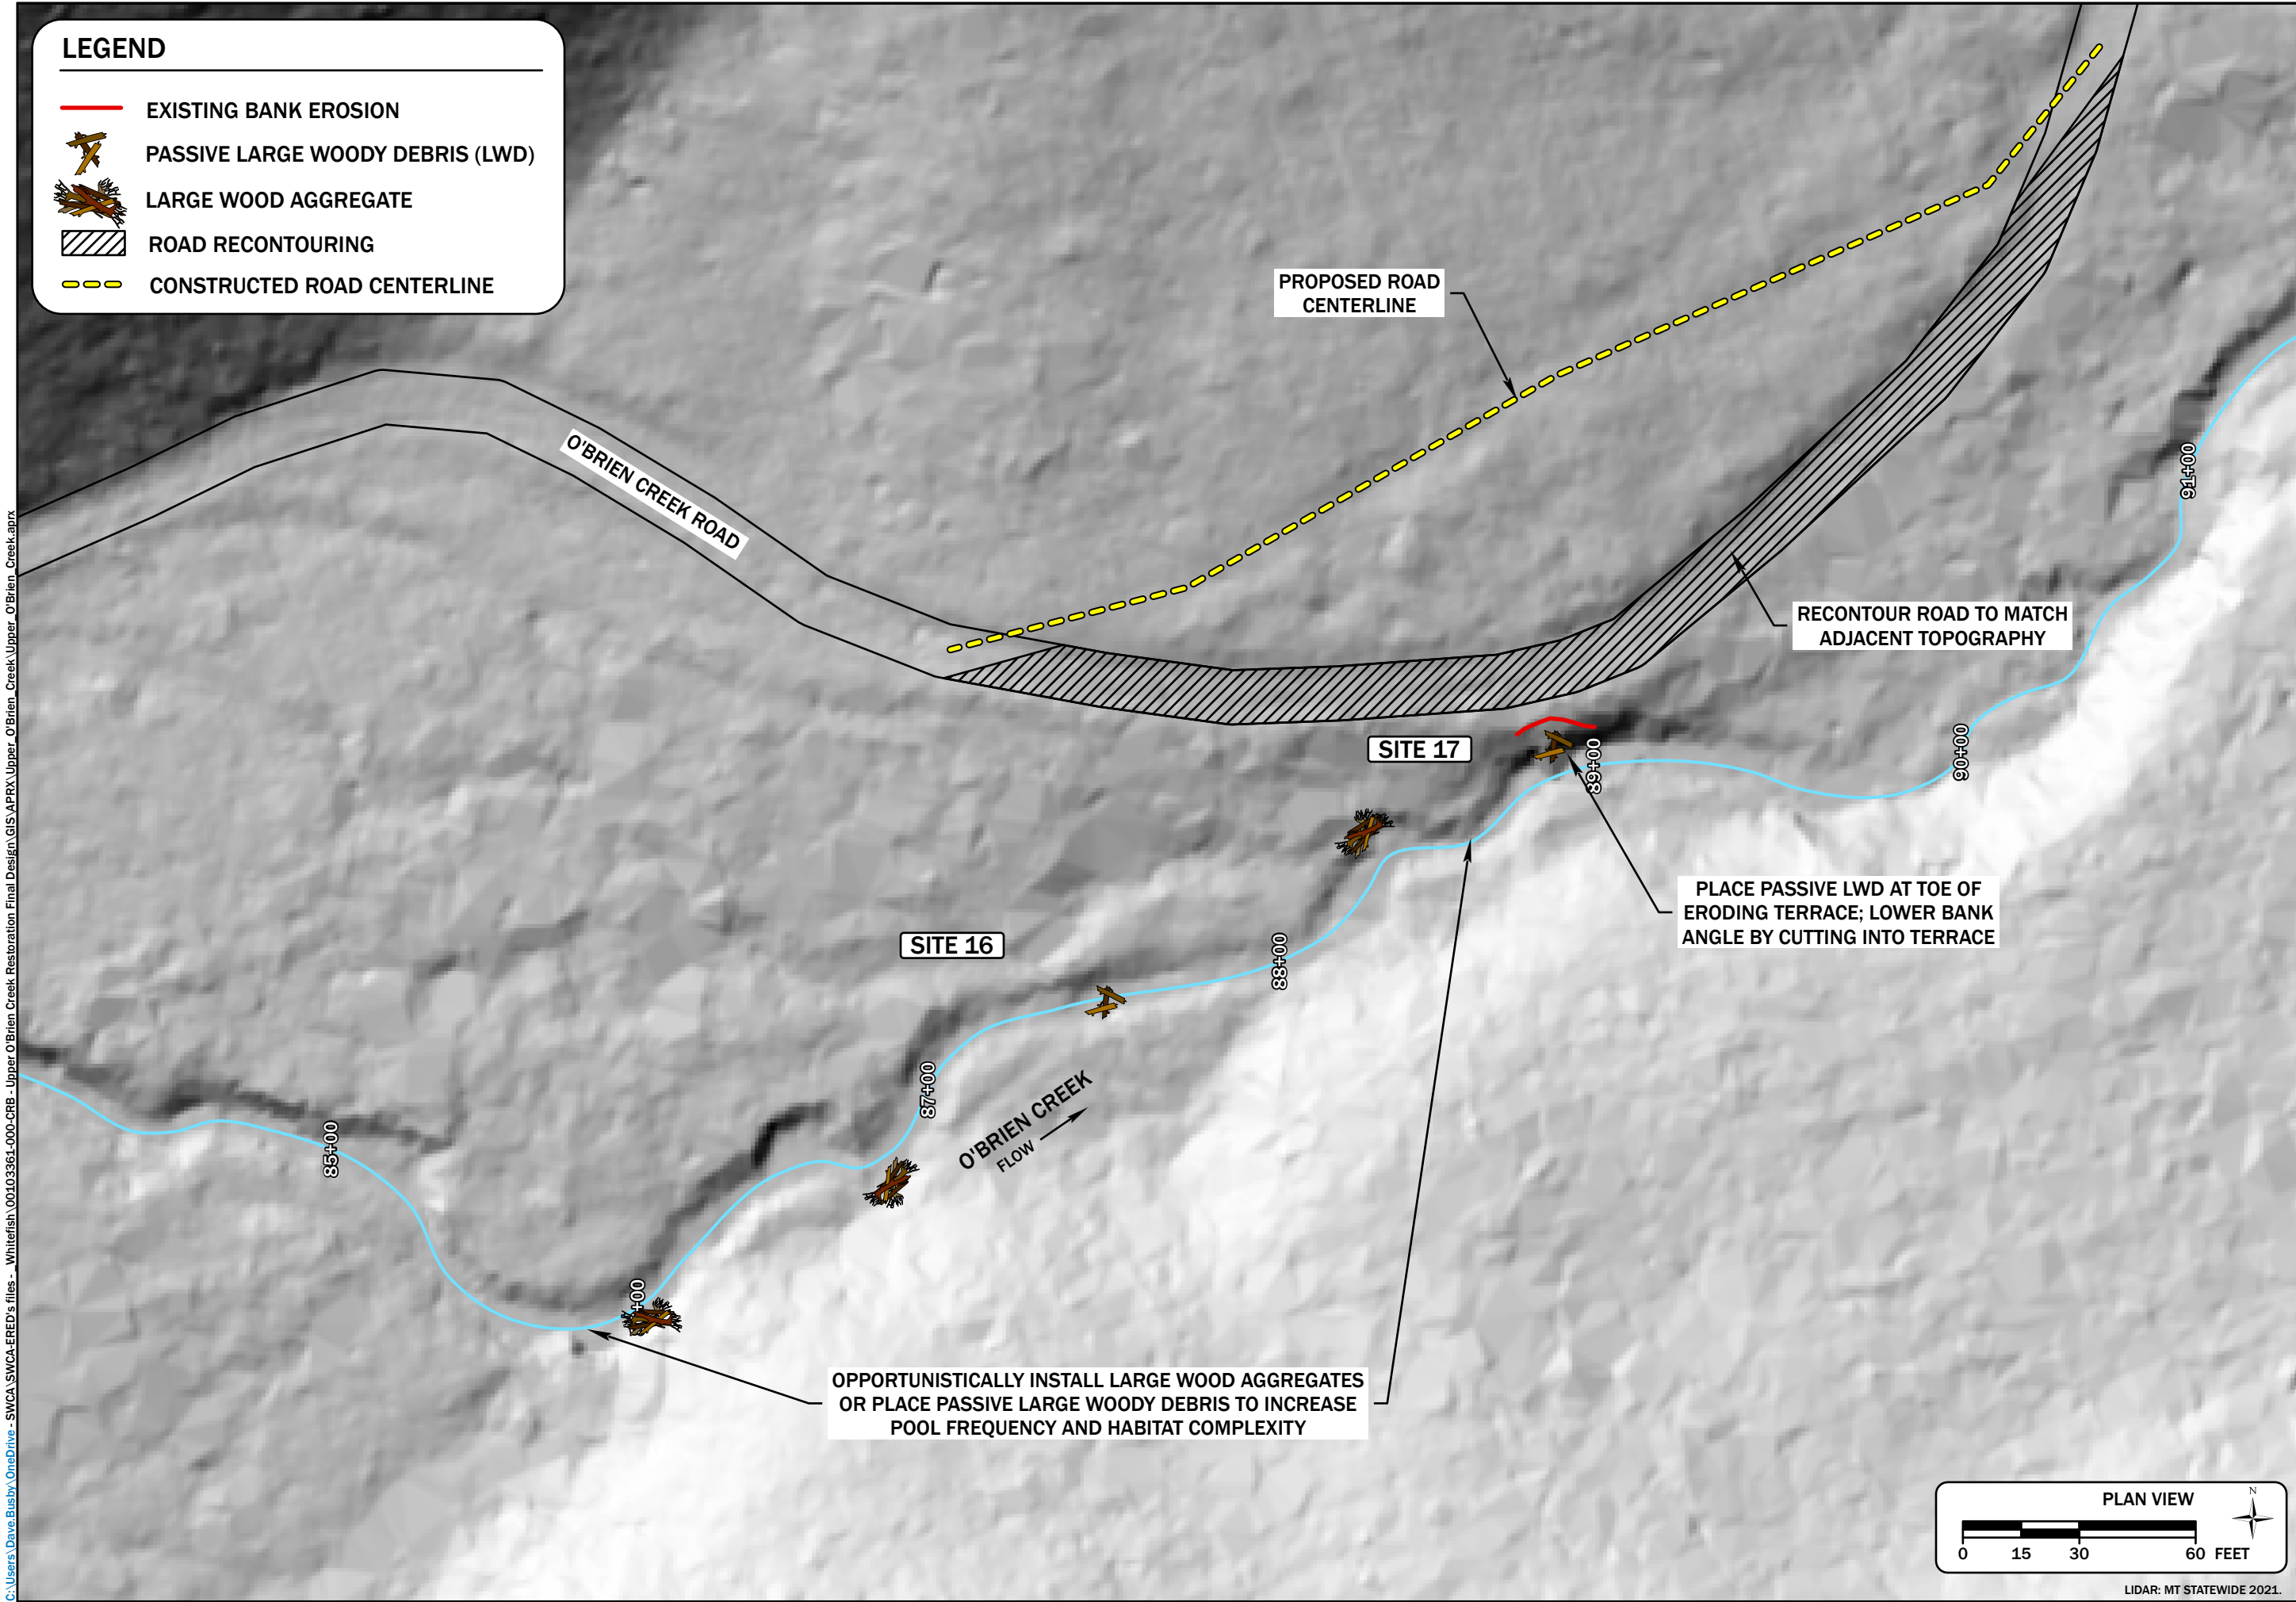 LEGEND
EXISTING BANK EROSION
PASSIVE LARGE WOODY DEBRIS (LWD)
LARGE WOOD AGGREGATE
ROAD RECONTOURING
CONSTRUCTED ROAD CENTERLINE
PROPOSED ROAD
CENTERLINE
O'BRIEN CREEK ROAD
91+00
RECONTOUR ROAD TO MATCH
ADJACENT TOPOGRAPHY
SITE 17
89+00
90+00
PLACE PASSIVE LWD AT TOE OF
ERODING TERRACE; LOWER BANK
ANGLE BY CUTTING INTO TERRACE
SITE 16
88+00
87+00
O'BRIEN CREEK
FLOW
85+00
+00
OPPORTUNISTICALLY INSTALL LARGE WOOD AGGREGATES
OR PLACE PASSIVE LARGE WOODY DEBRIS TO INCREASE
POOL FREQUENCY AND HABITAT COMPLEXITY
PLAN VIEW
N
0 15 30 60 FEET
LIDAR: MT STATEWIDE 2021.
C:\Users\Dave.Busby\OneDrive - SWCA\SWCA-ERED's files - _Whitefish\00103361-000-CRB - Upper O'Brien Creek Restoration Final Design\GIS\APRX\Upper_O'Brien_Creek\Upper_O'Brien_Creek.aprx